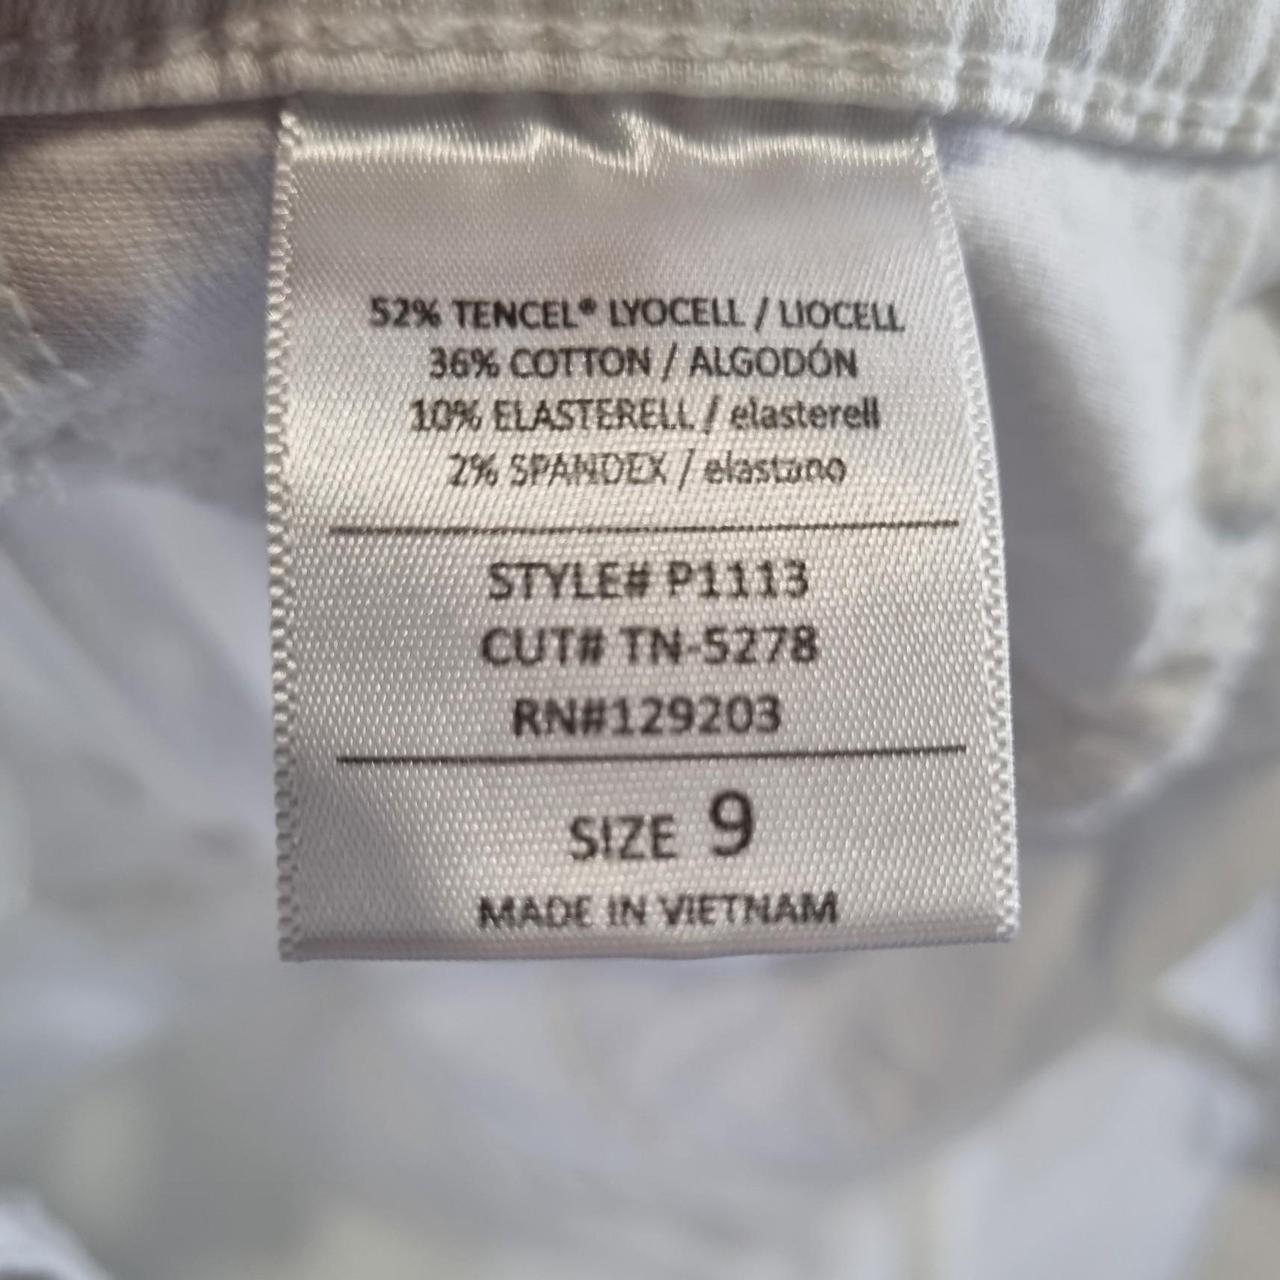 52% TENCEL® LYOCELL / LIOCELL
36% COTTON / ALGODÓN
10% ELASTERELL / elasterell
2% SPANDEX / elastano
STYLE# P1113
CUT# TN-5278
RN#129203
SIZE 9
MADE IN VIETNAM